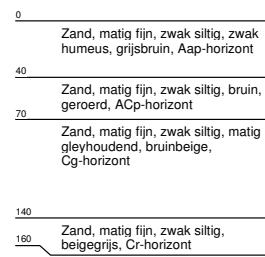 0
Zand, matig fijn, zwak siltig, zwak
humeus, grijsbruin, Aap-horizont
40
Zand, matig fijn, zwak siltig, bruin,
geroerd, ACp-horizont
70
Zand, matig fijn, zwak siltig, matig
gleyhoudend, bruinbeige,
Cg-horizont
140
Zand, matig fijn, zwak siltig,
beigegrijs, Cr-horizont
160